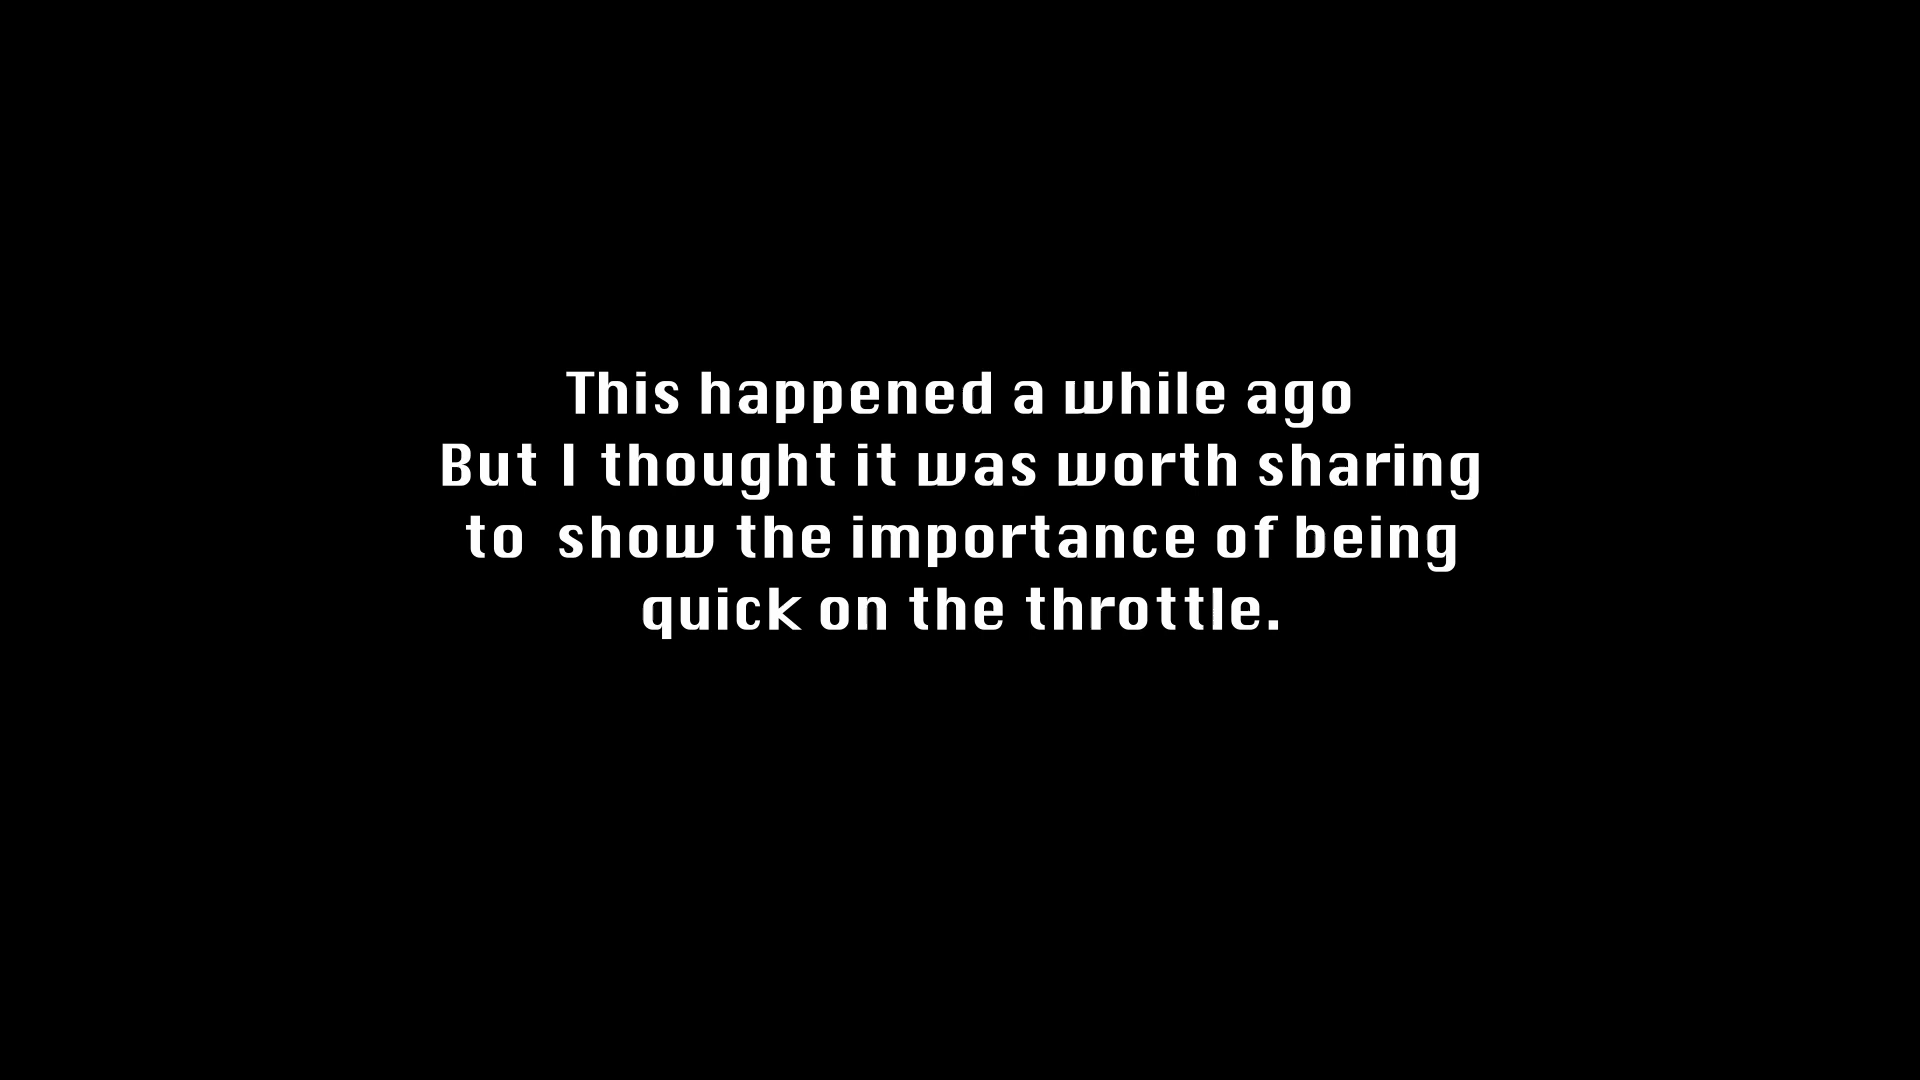 This happened a while ago
But I thought it was worth sharing
to  show the importance of being
quick on the throttle.